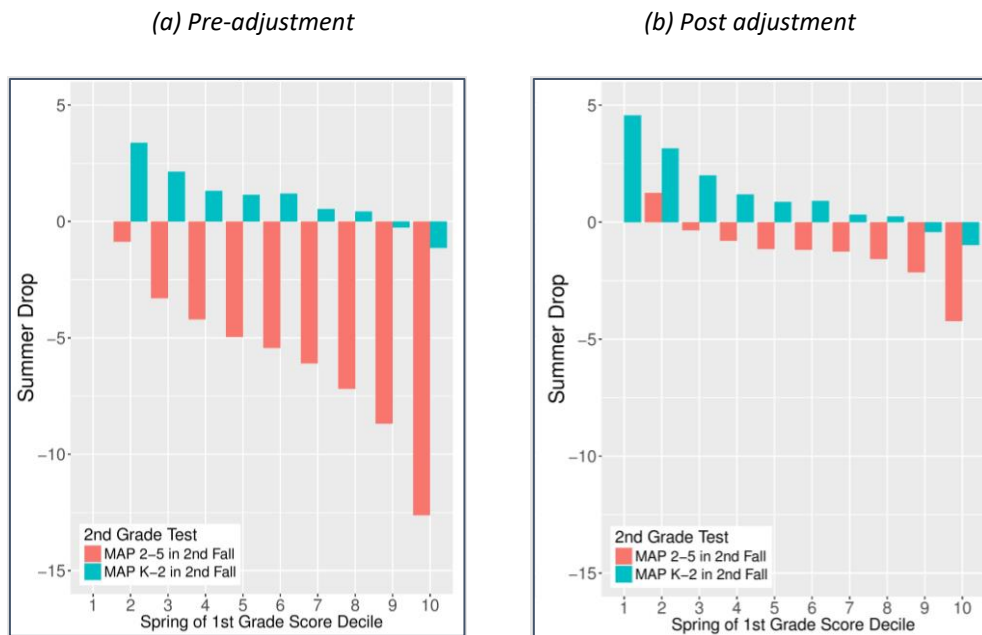 (a) Pre-adjustment
(b) Post adjustment
5
0
−5
−10
−15
Summer Drop
2nd Grade Test
MAP 2−5 in 2nd Fall
MAP K−2 in 2nd Fall
1 2 3 4 5 6 7 8 9 10
Spring of 1st Grade Score Decile
5
0
−5
−10
−15
Summer Drop
2nd Grade Test
MAP 2−5 in 2nd Fall
MAP K−2 in 2nd Fall
1 2 3 4 5 6 7 8 9 10
Spring of 1st Grade Score Decile